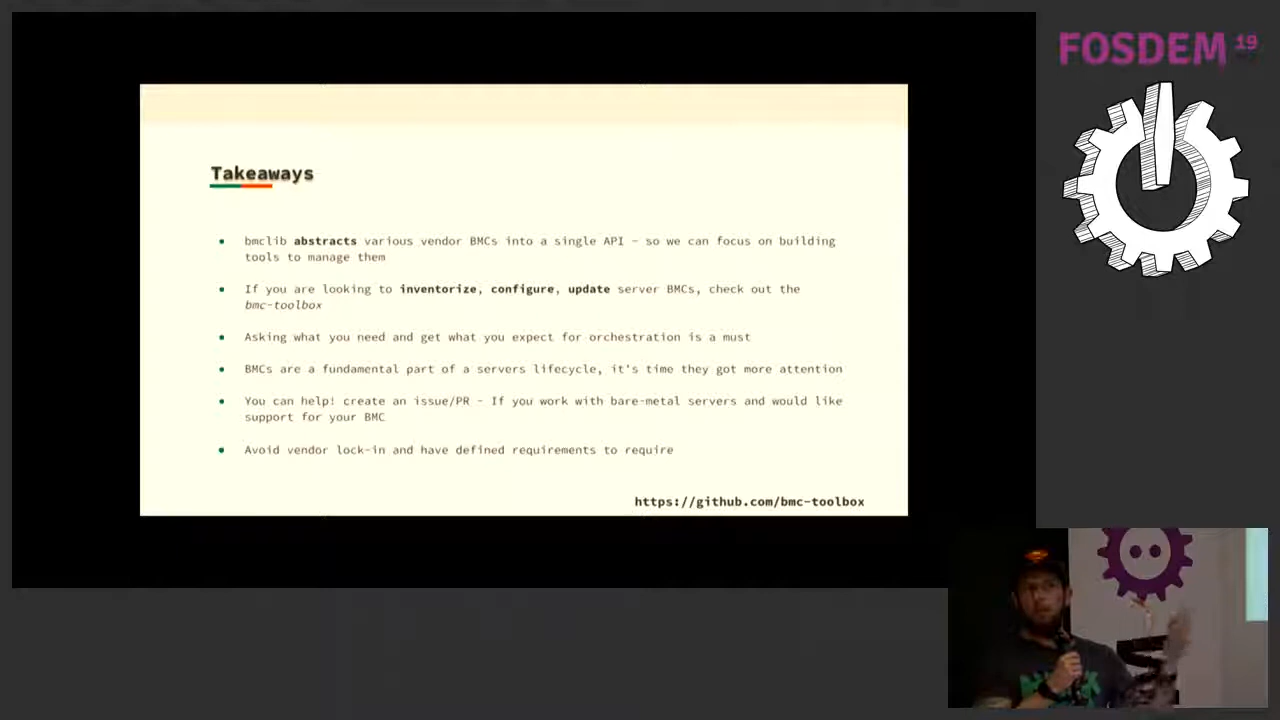 FOSDEM 19
Takeaways
bmclib abstracts various vendor BMCs into a single API - so we can focus on building
tools to manage them
If you are looking to inventorize, configure, update server BMCs, check out the
bmc-toolbox
Asking what you need and get what you expect for orchestration is a must
BMCs are a fundamental part of a servers lifecycle, it's time they got more attention
You can help! create an issue/PR - If you work with bare-metal servers and would like
support for your BMC
Avoid vendor lock-in and have defined requirements to require
https://github.com/bmc-toolbox